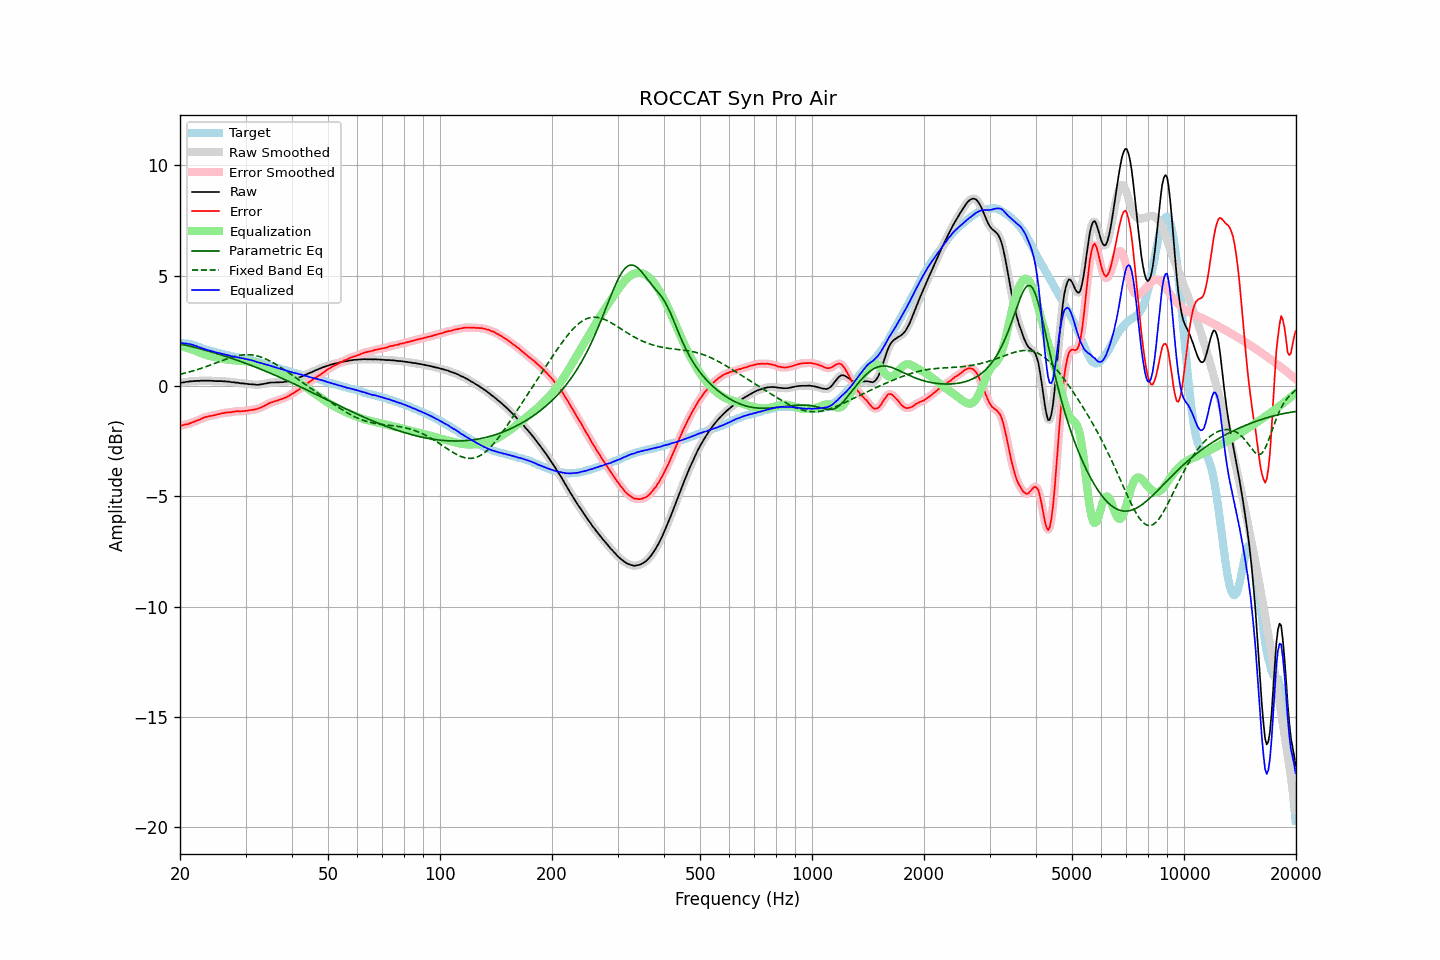 ROCCAT Syn Pro Air
Target
Raw Smoothed
Error Smoothed
Raw
Error
Equalization
Parametric Eq
Fixed Band Eq
Equalized
Amplitude (dBr)
10
5
0
−5
−10
−15
−20
20 50 100 200 500 1000 2000 5000 10000 20000
Frequency (Hz)